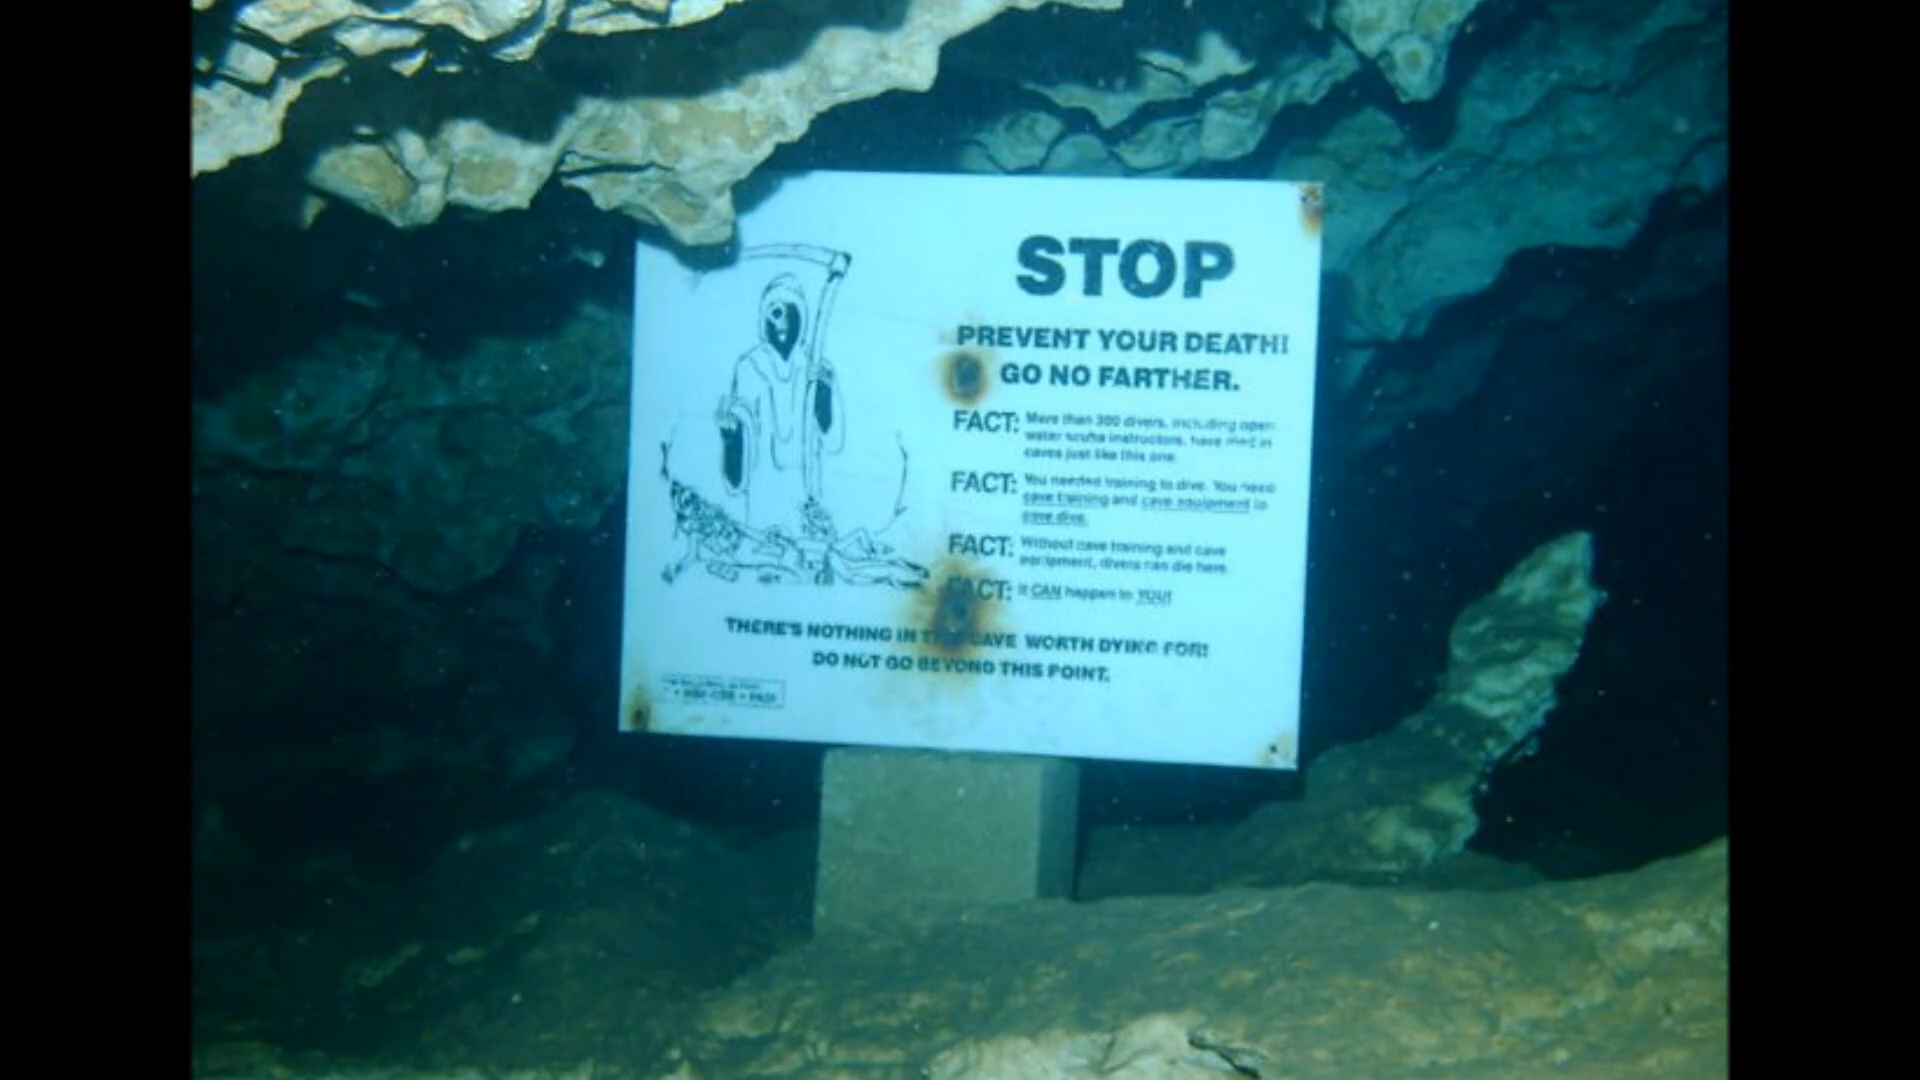 STOP
PREVENT YOUR DEATH!
GO NO FARTHER.
FACT: More than 300 divers, including open
water scuba instructors, have died in
caves just like this one.
FACT: You needed training to dive. You need
cave training and cave equipment to
cave dive.
FACT: Without cave training and cave
equipment, divers can die here.
FACT: It CAN happen to YOU!
THERE'S NOTHING IN THIS CAVE WORTH DYING FOR!
DO NOT GO BEYOND THIS POINT.